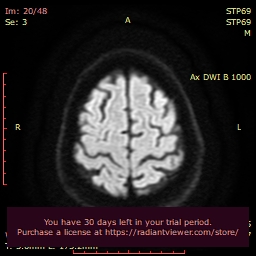 Im: 20/48
Se: 3
A
STP69
STP69
M
Ax DWI B 1000
R
L
You have 30 days left in your trial period.
Purchase a license at https://radiantviewer.com/store/